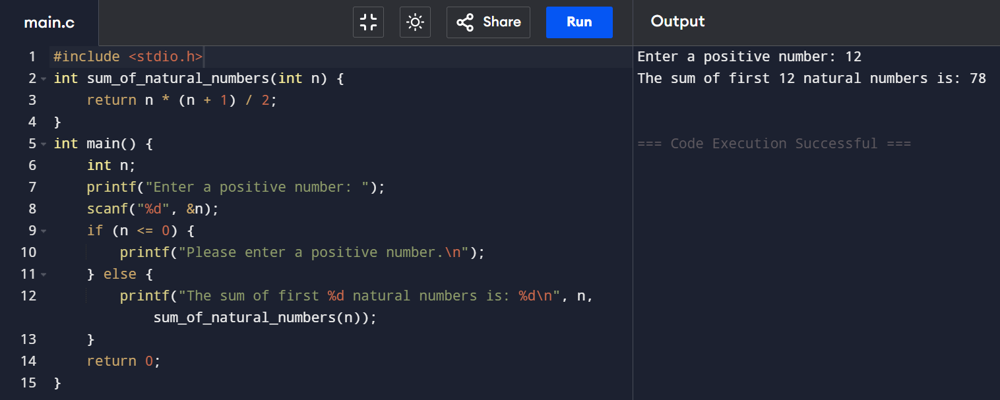 main.c
Share
Run
Output
1 #include <stdio.h>
2 int sum_of_natural_numbers(int n) {
3     return n * (n + 1) / 2;
4 }
5 int main() {
6     int n;
7     printf("Enter a positive number: ");
8     scanf("%d", &n);
9     if (n <= 0) {
10         printf("Please enter a positive number.\n");
11     } else {
12         printf("The sum of first %d natural numbers is: %d\n", n,
            sum_of_natural_numbers(n));
13     }
14     return 0;
15 }
Enter a positive number: 12
The sum of first 12 natural numbers is: 78
=== Code Execution Successful ===